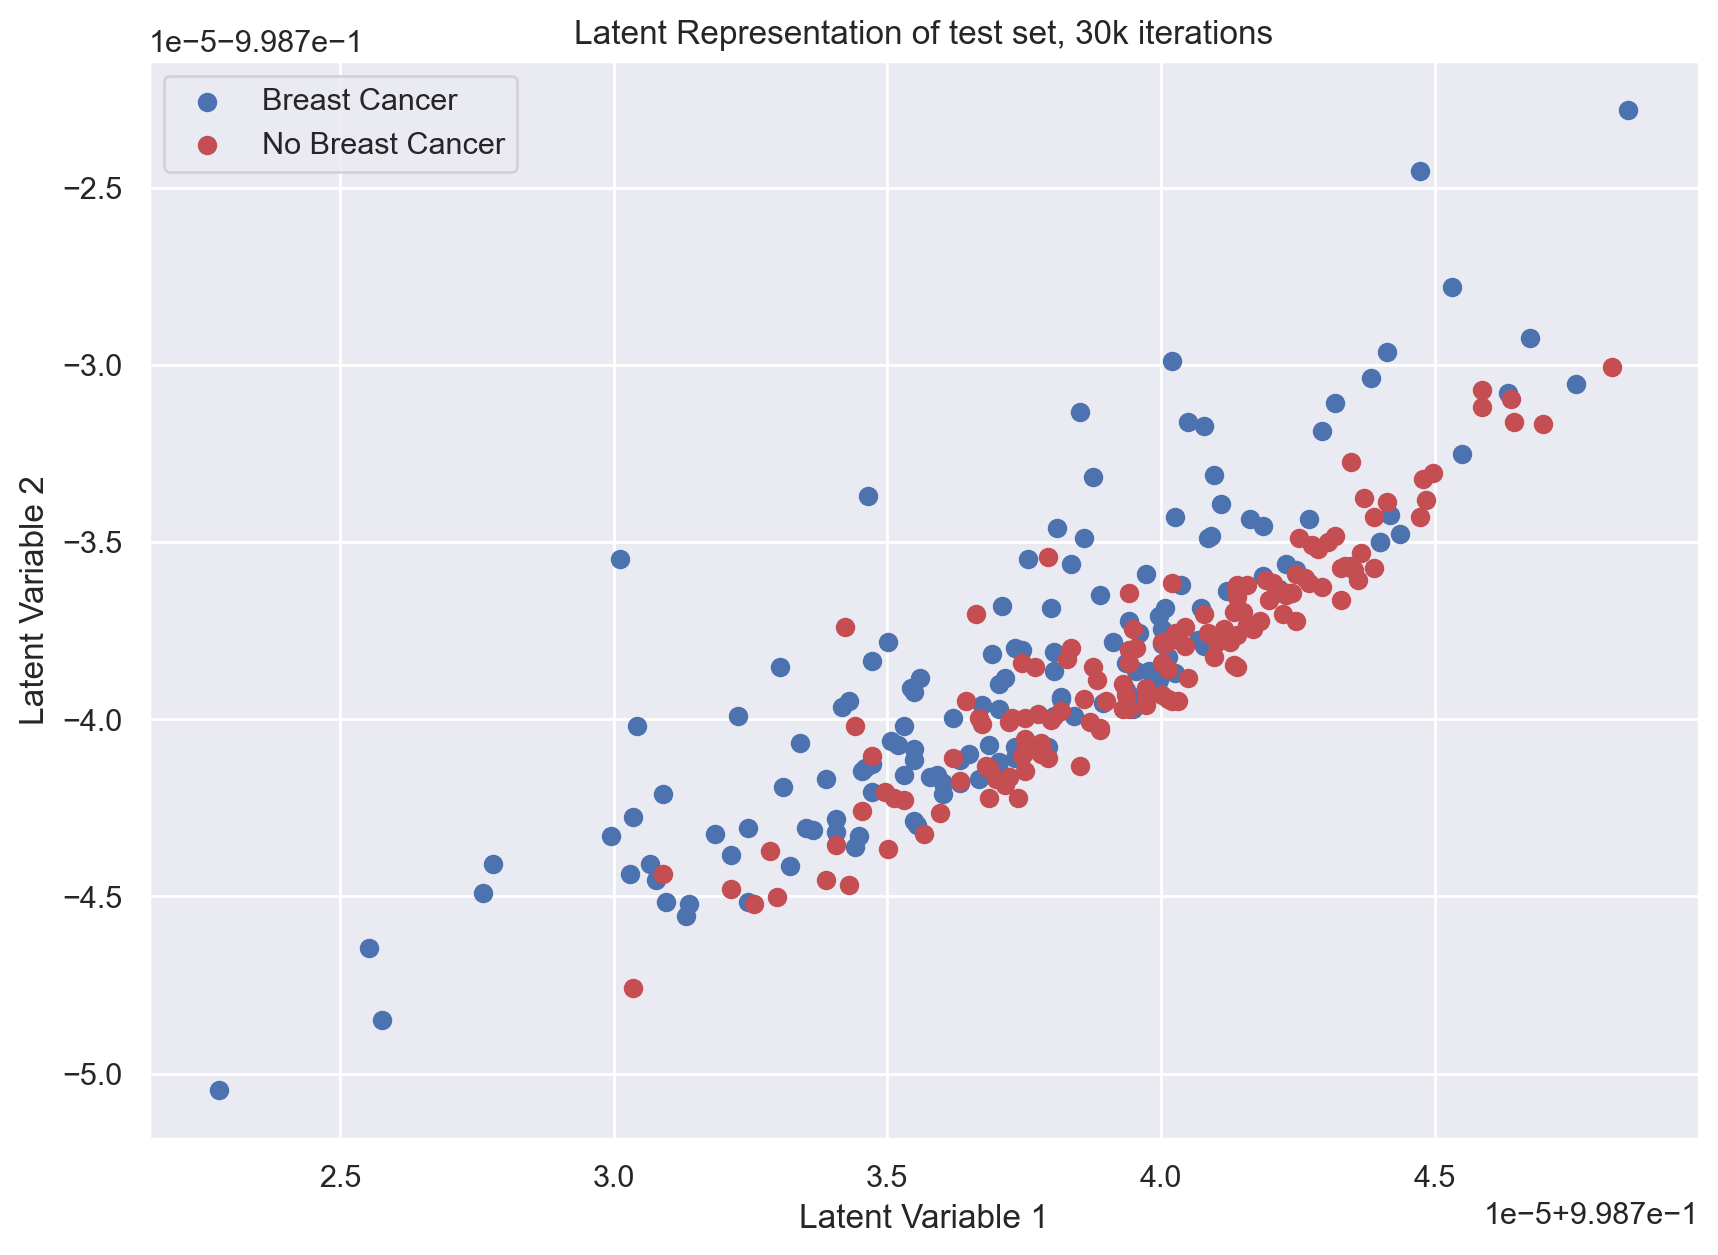 Latent Representation of test set, 30k iterations
1e−5−9.987e−1
Breast Cancer
No Breast Cancer
Latent Variable 2
−2.5
−3.0
−3.5
−4.0
−4.5
−5.0
2.5 3.0 3.5 4.0 4.5
Latent Variable 1
1e−5+9.987e−1